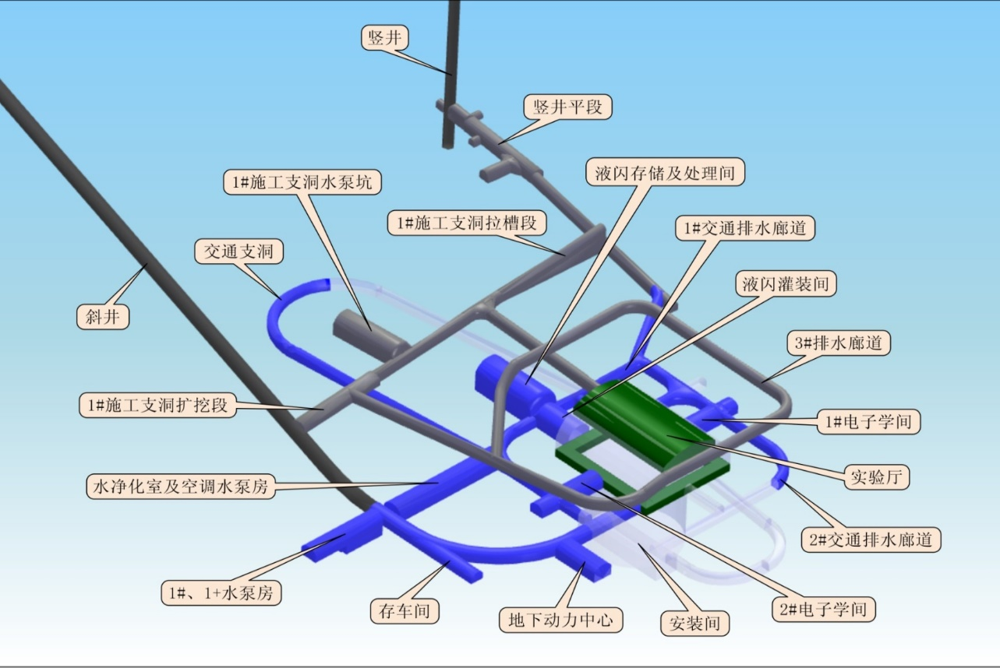 竖井
竖井平段
液闪存储及处理间
1#施工支洞水泵坑
1#施工支洞拉槽段
1#交通排水廊道
交通支洞
液闪灌装间
斜井
3#排水廊道
1#施工支洞扩挖段
1#电子学间
实验厅
水净化室及空调水泵房
2#交通排水廊道
1#、1+水泵房
存车间
地下动力中心
安装间
2#电子学间